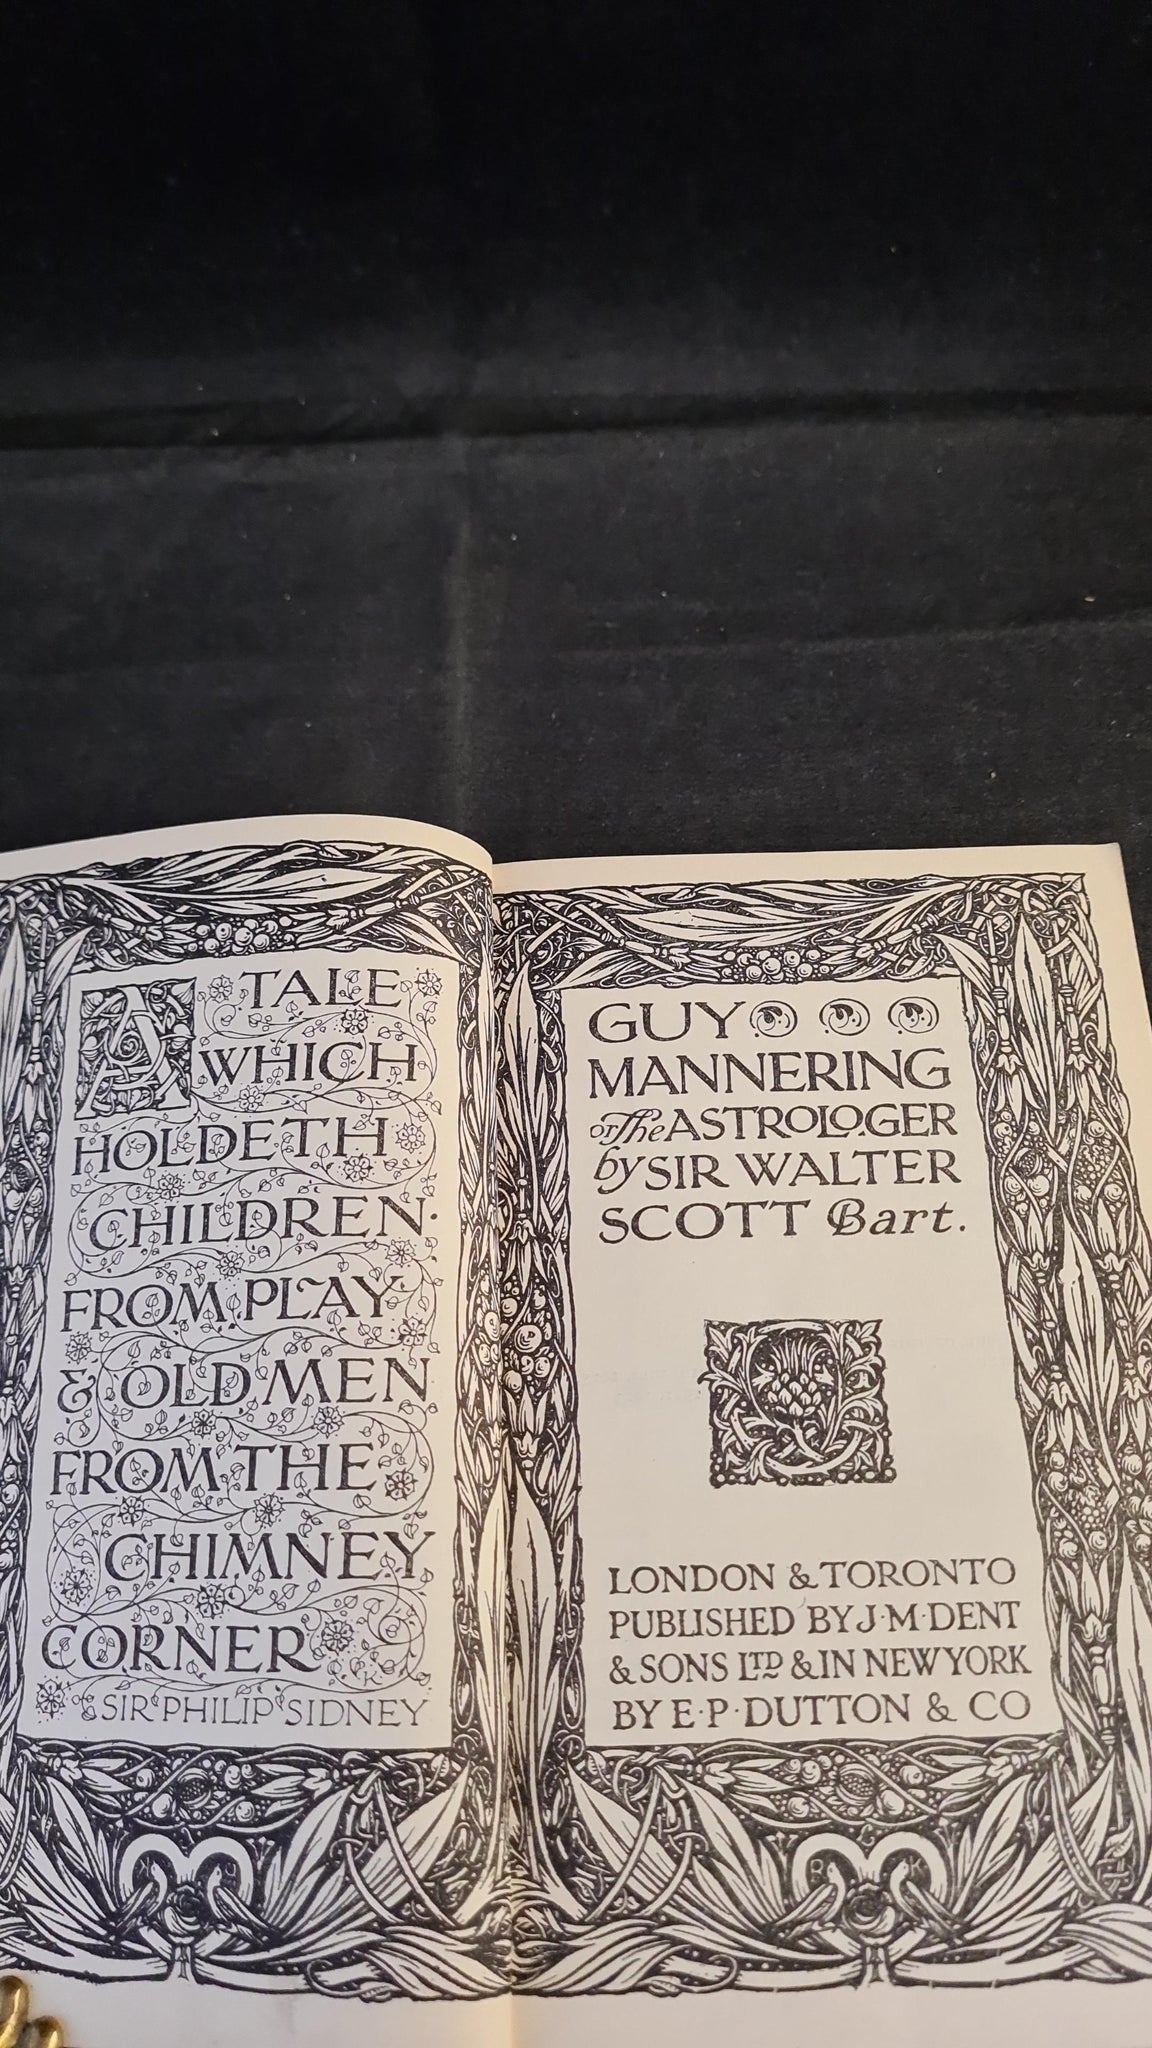 A TALE
WHICH
HOLDETH
CHILDREN
FROM PLAY
& OLD MEN
FROM THE
CHIMNEY
CORNER
SIR PHILIP SIDNEY
GUY
MANNERING
or The ASTROLOGER
by SIR WALTER
SCOTT Bart.
LONDON & TORONTO
PUBLISHED BY J·M·DENT
& SONS LTD & IN NEW YORK
BY E·P·DUTTON & CO